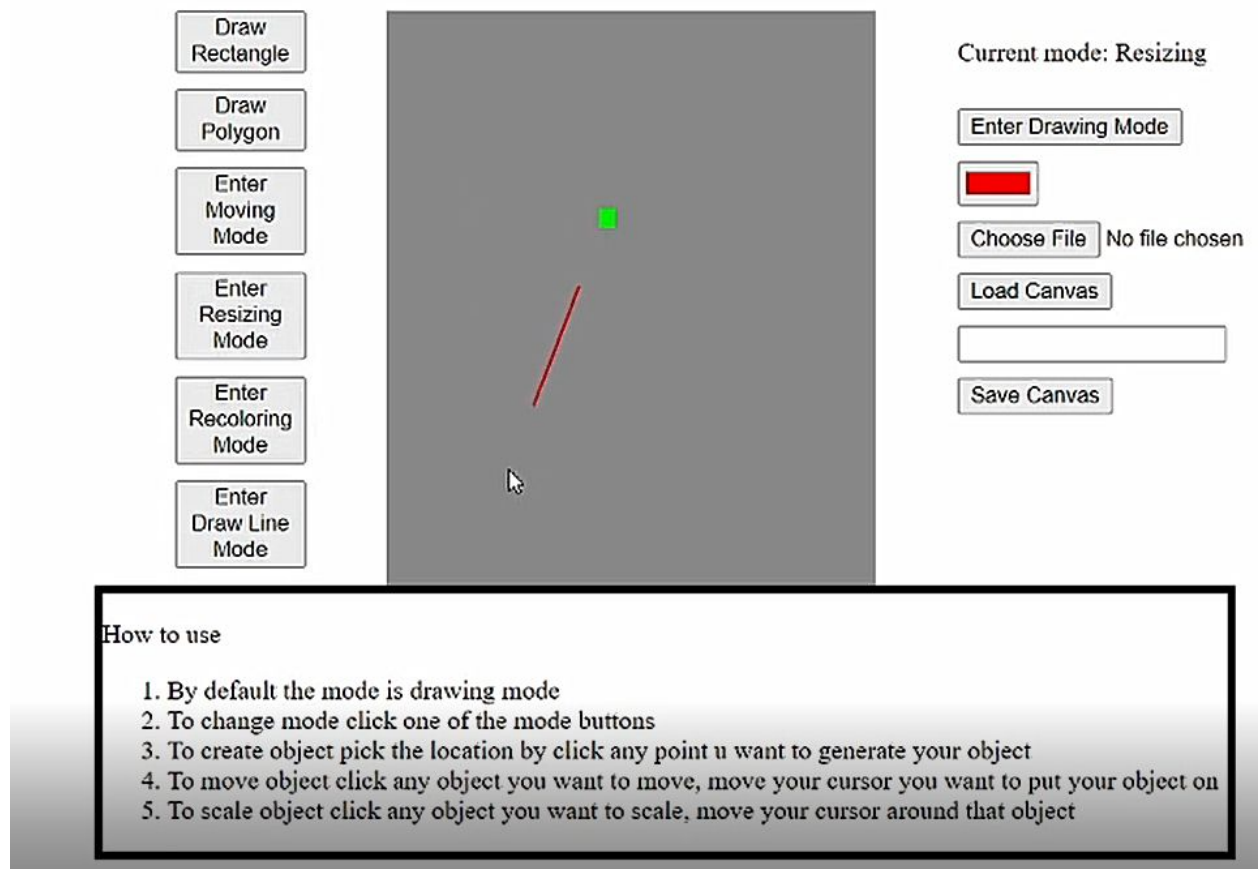 Draw
Rectangle
Draw
Polygon
Enter
Moving
Mode
Enter
Resizing
Mode
Enter
Recoloring
Mode
Enter
Draw Line
Mode
Current mode: Resizing
Enter Drawing Mode
Choose File No file chosen
Load Canvas
Save Canvas
How to use
1. By default the mode is drawing mode
2. To change mode click one of the mode buttons
3. To create object pick the location by click any point u want to generate your object
4. To move object click any object you want to move, move your cursor you want to put your object on
5. To scale object click any object you want to scale, move your cursor around that object